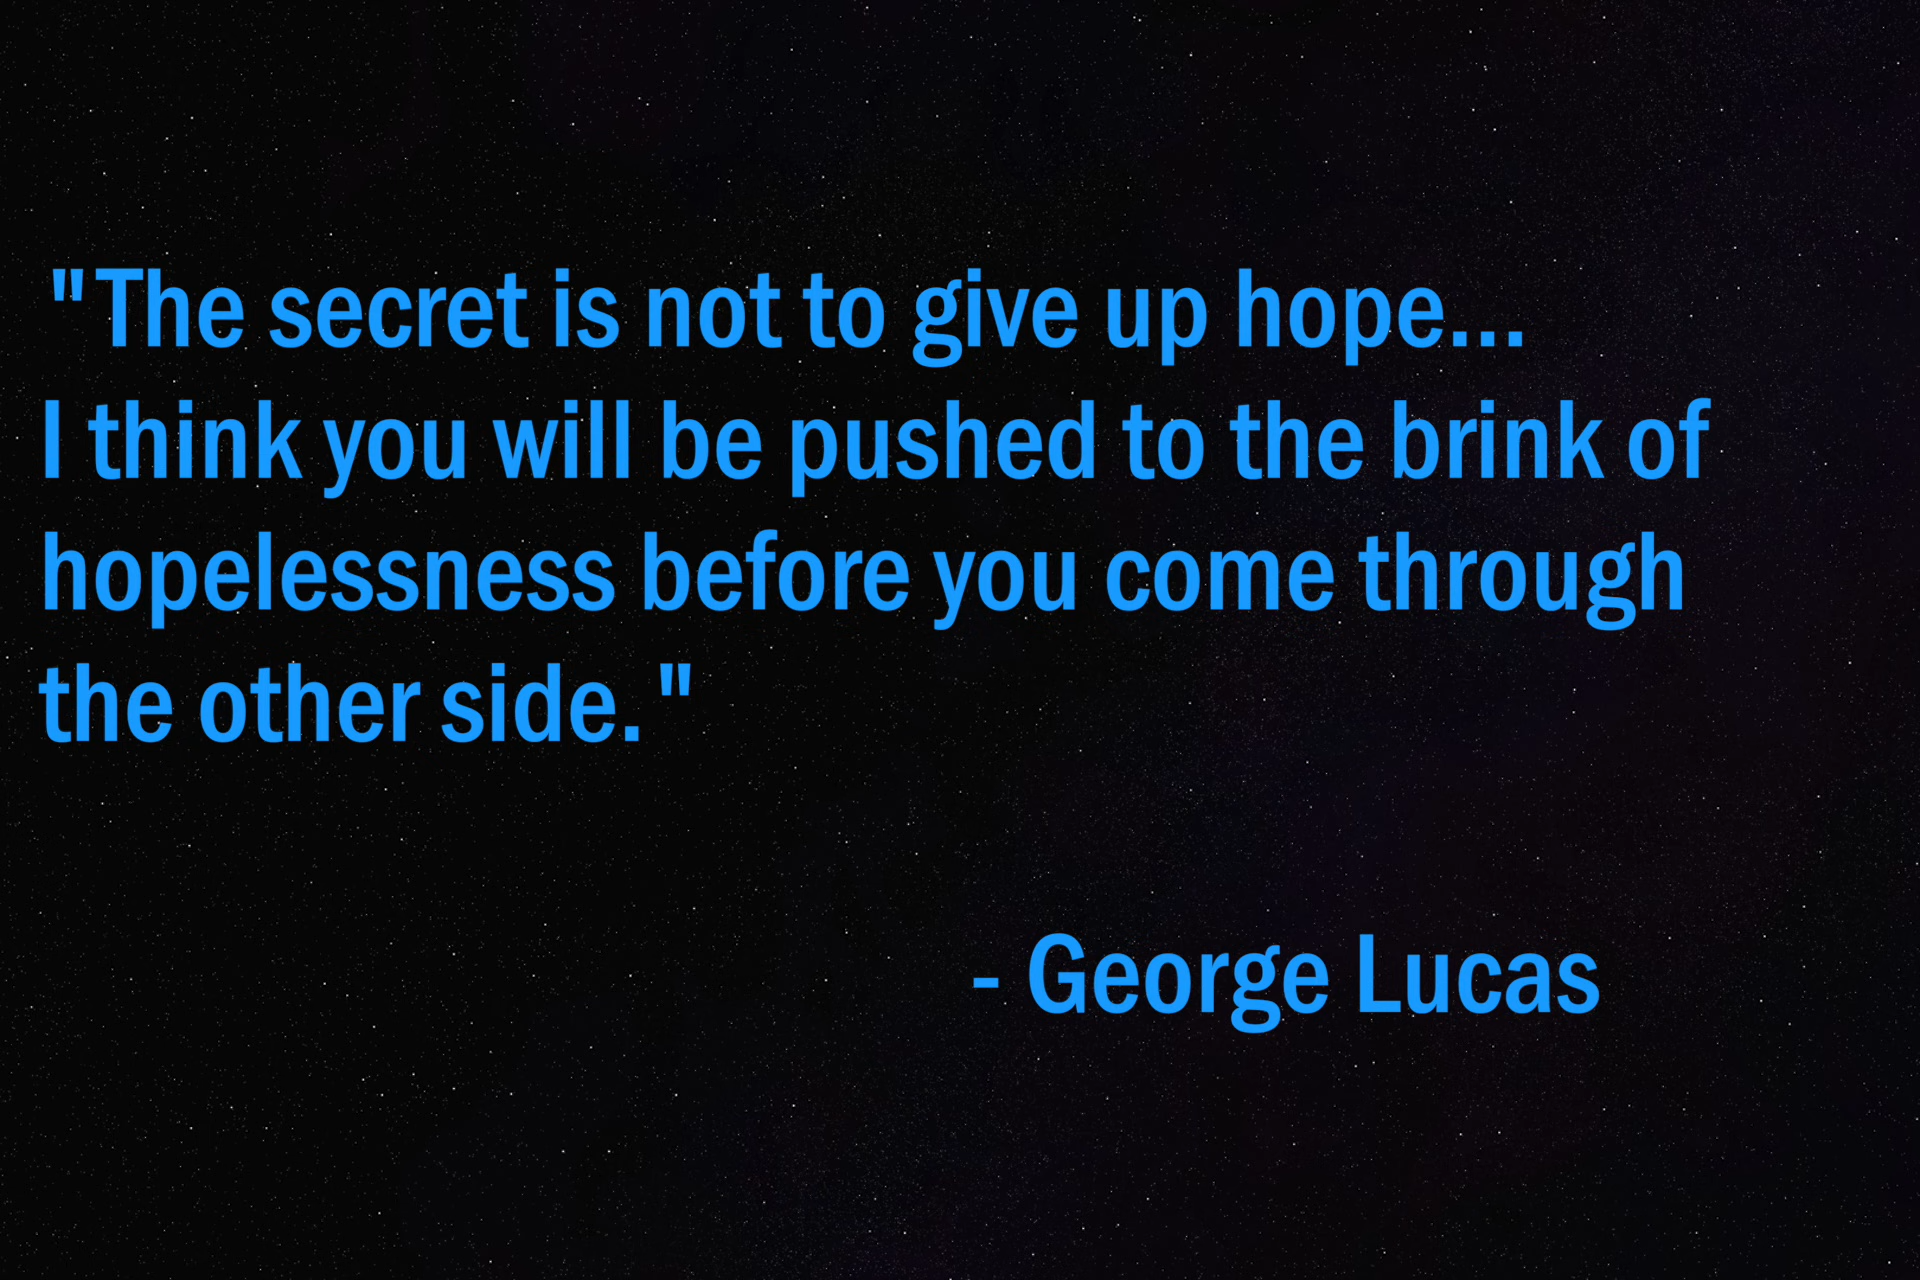 "The secret is not to give up hope...
I think you will be pushed to the brink of
hopelessness before you come through
the other side."
- George Lucas